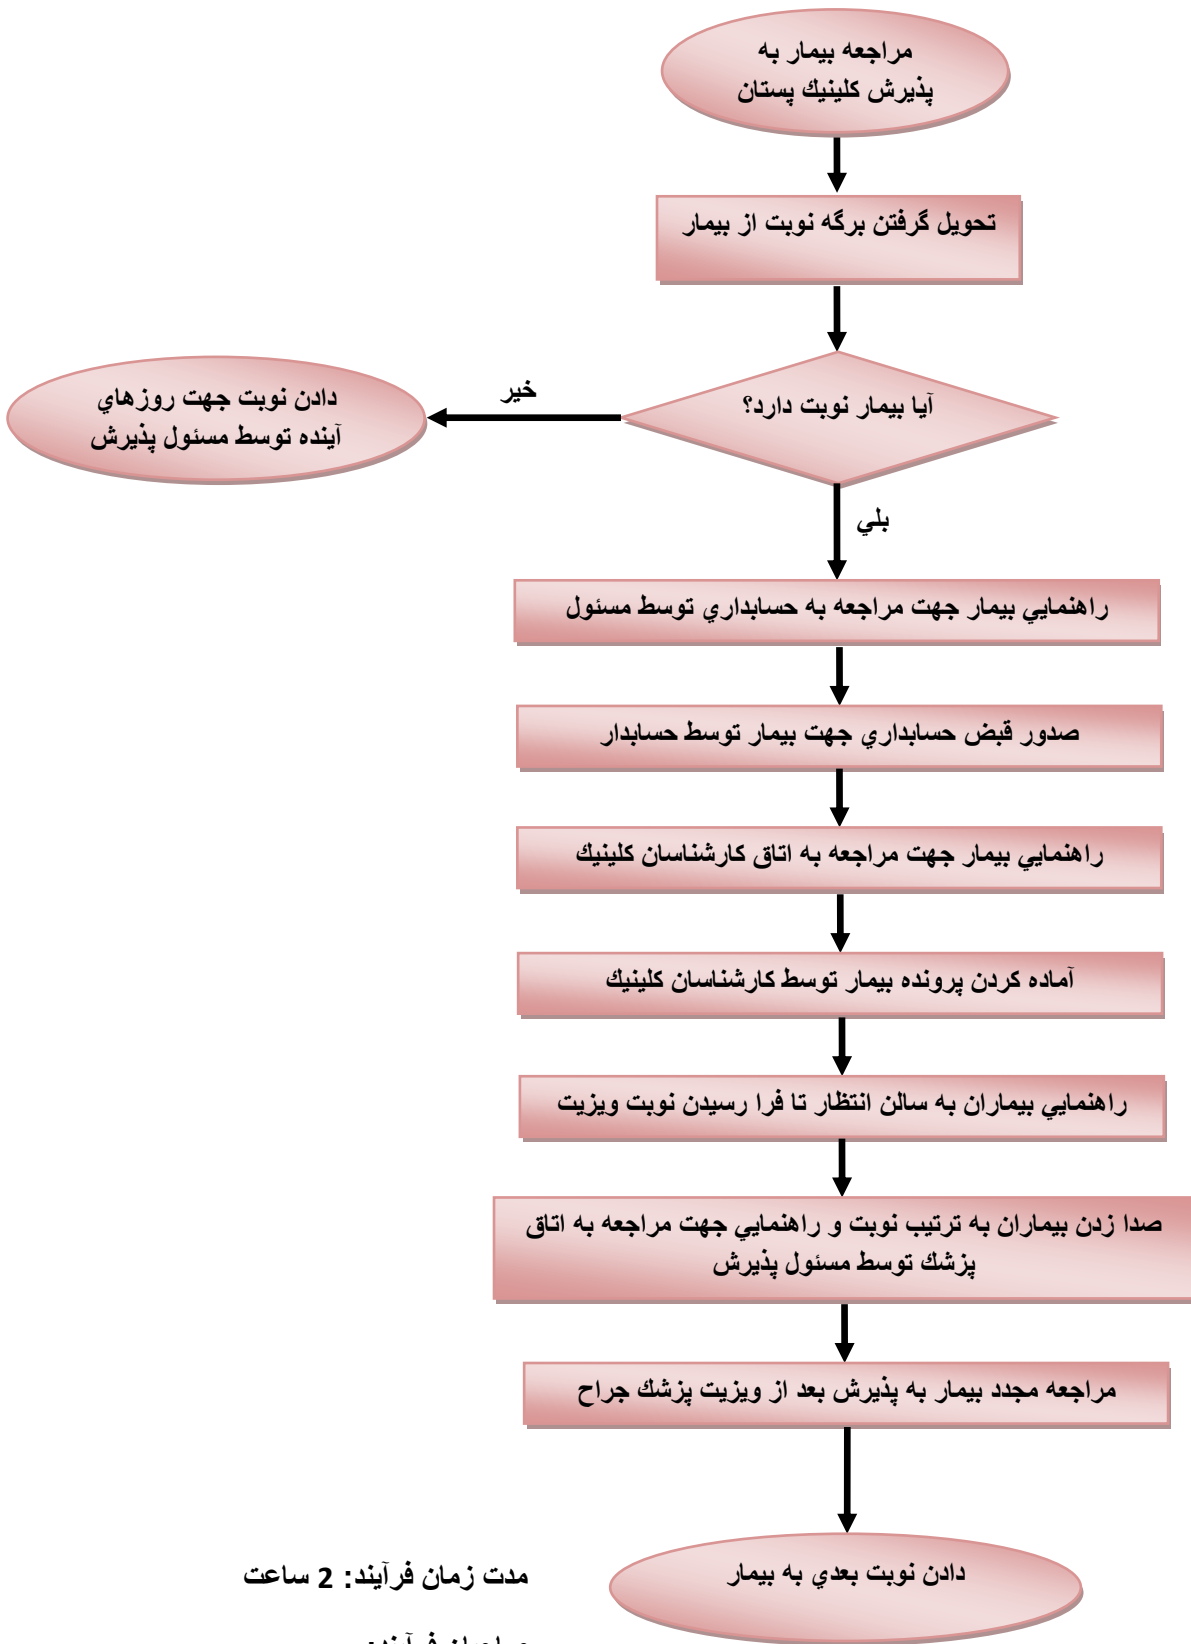 مراجعه بيمار به
پذيرش كلينيك پستان
تحويل گرفتن برگه نوبت از بيمار
آيا بيمار نوبت دارد؟
خير
دادن نوبت جهت روزهاي
آينده توسط مسئول پذيرش
بلي
راهنمايي بيمار جهت مراجعه به حسابداري توسط مسئول
صدور قبض حسابداري جهت بيمار توسط حسابدار
راهنمايي بيمار جهت مراجعه به اتاق كارشناسان كلينيك
آماده كردن پرونده بيمار توسط كارشناسان كلينيك
راهنمايي بيماران به سالن انتظار تا فرا رسيدن نوبت ويزيت
صدا زدن بيماران به ترتيب نوبت و راهنمايي جهت مراجعه به اتاق
پزشك توسط مسئول پذيرش
مراجعه مجدد بيمار به پذيرش بعد از ويزيت پزشك جراح
دادن نوبت بعدي به بيمار
مدت زمان فرآيند: 2 ساعت
فرآيند: